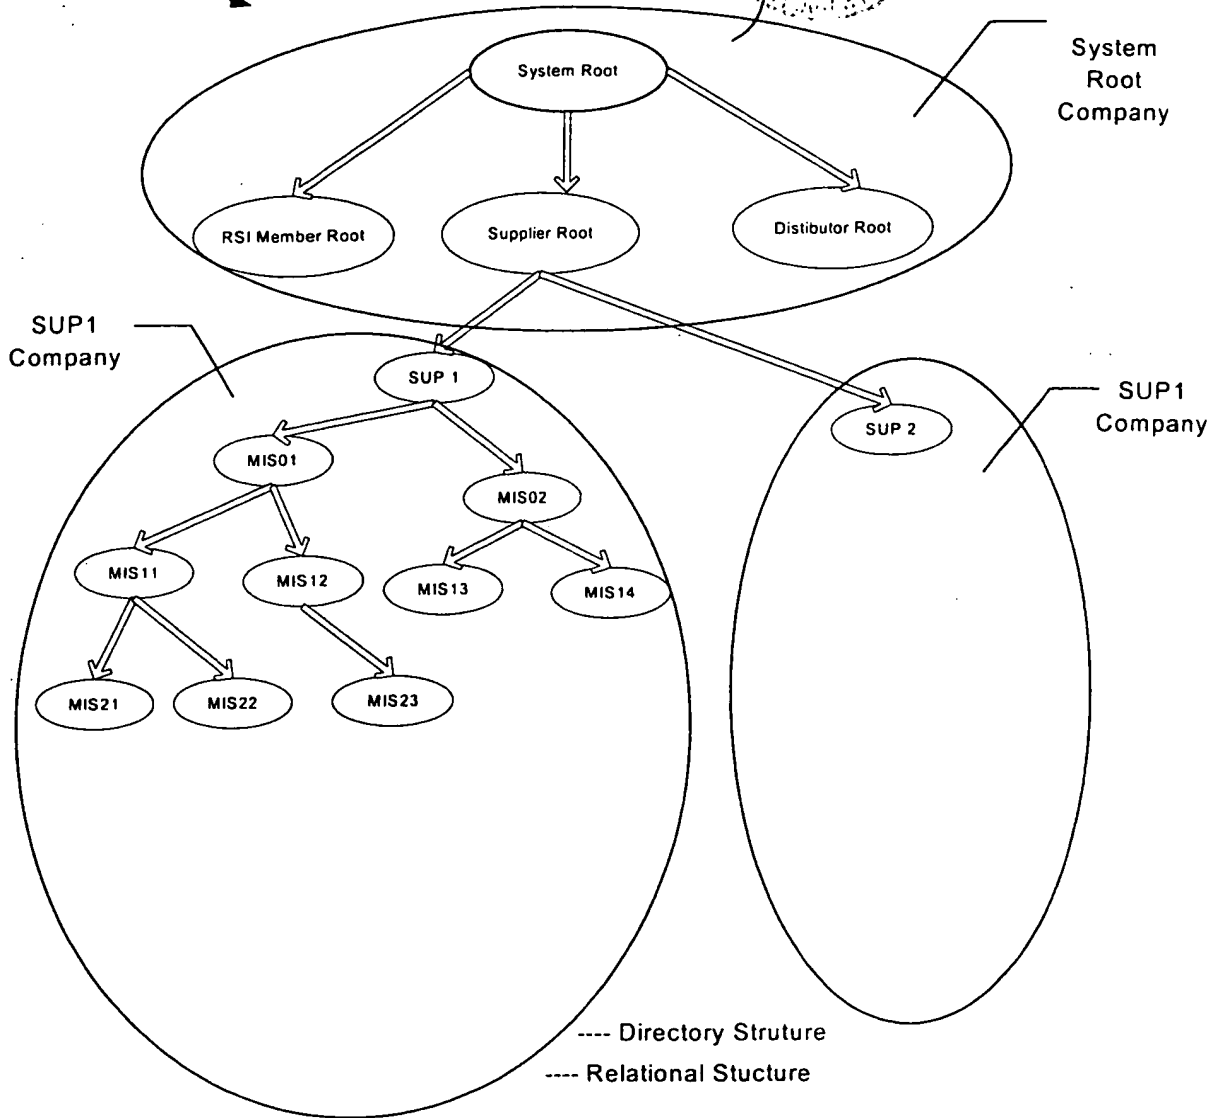 System Root
System
Root
Company
RSI Member Root
Supplier Root
Distibutor Root
SUP1
Company
SUP 1
SUP1
Company
SUP 2
MIS01
MIS02
MIS11
MIS12
MIS13
MIS14
MIS21
MIS22
MIS23
---- Directory Struture
---- Relational Stucture